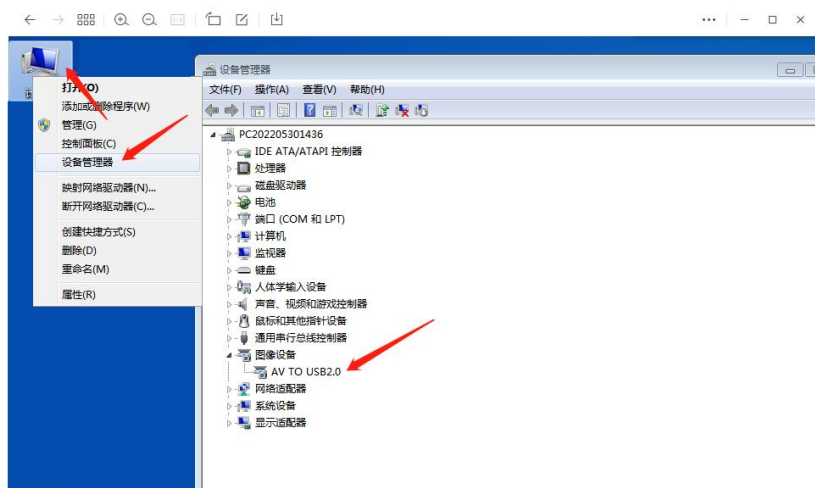 打开(O)
添加或删除程序(W)
管理(G)
控制面板(C)
设备管理器
映射网络驱动器(N)...
断开网络驱动器(C)...
创建快捷方式(S)
删除(D)
重命名(M)
属性(R)
设备管理器
文件(F) 操作(A) 查看(V) 帮助(H)
PC202205301436
IDE ATA/ATAPI 控制器
处理器
磁盘驱动器
电池
端口 (COM 和 LPT)
计算机
监视器
键盘
人体学输入设备
声音、视频和游戏控制器
鼠标和其他指针设备
通用串行总线控制器
图像设备
AV TO USB2.0
网络适配器
系统设备
显示适配器